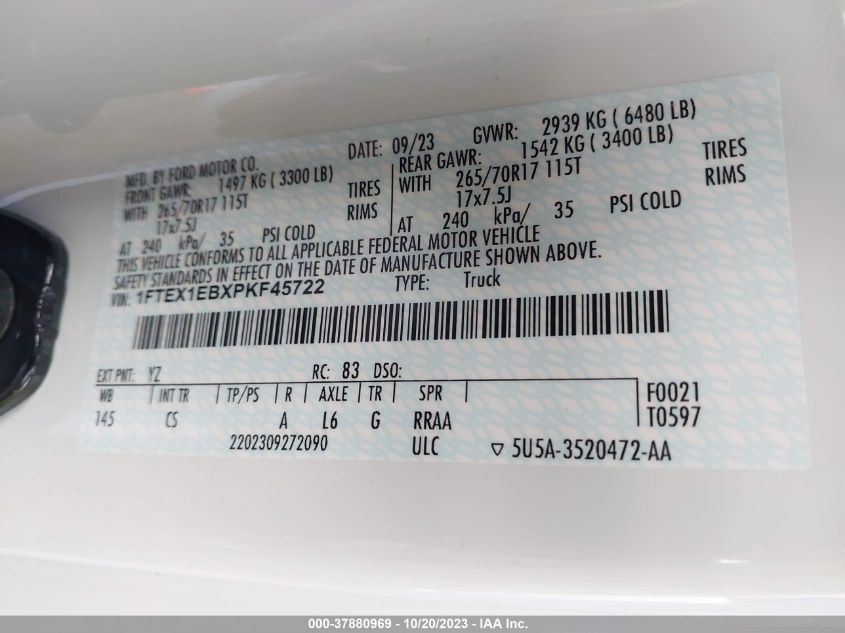 MFD. BY FORD MOTOR CO.
DATE: 09/23 GVWR: 2939 KG ( 6480 LB)
FRONT GAWR: 1497 KG ( 3300 LB)
REAR GAWR: 1542 KG ( 3400 LB)
WITH 265/70R17 115T TIRES
WITH 265/70R17 115T TIRES
17x7.5J RIMS
17x7.5J RIMS
AT 240 kPa/ 35 PSI COLD
AT 240 kPa/ 35 PSI COLD
THIS VEHICLE CONFORMS TO ALL APPLICABLE FEDERAL MOTOR VEHICLE
SAFETY STANDARDS IN EFFECT ON THE DATE OF MANUFACTURE SHOWN ABOVE.
VIN: 1FTEX1EBXPKF45722 TYPE: Truck
EXT PNT: YZ RC: 83 DSO:
WB INT TR TP/PS R AXLE TR SPR F0021
145 CS A L6 G RRAA T0597
2202309272090 ULC ▽ 5U5A-3520472-AA
000-37880969 - 10/20/2023 - IAA Inc.